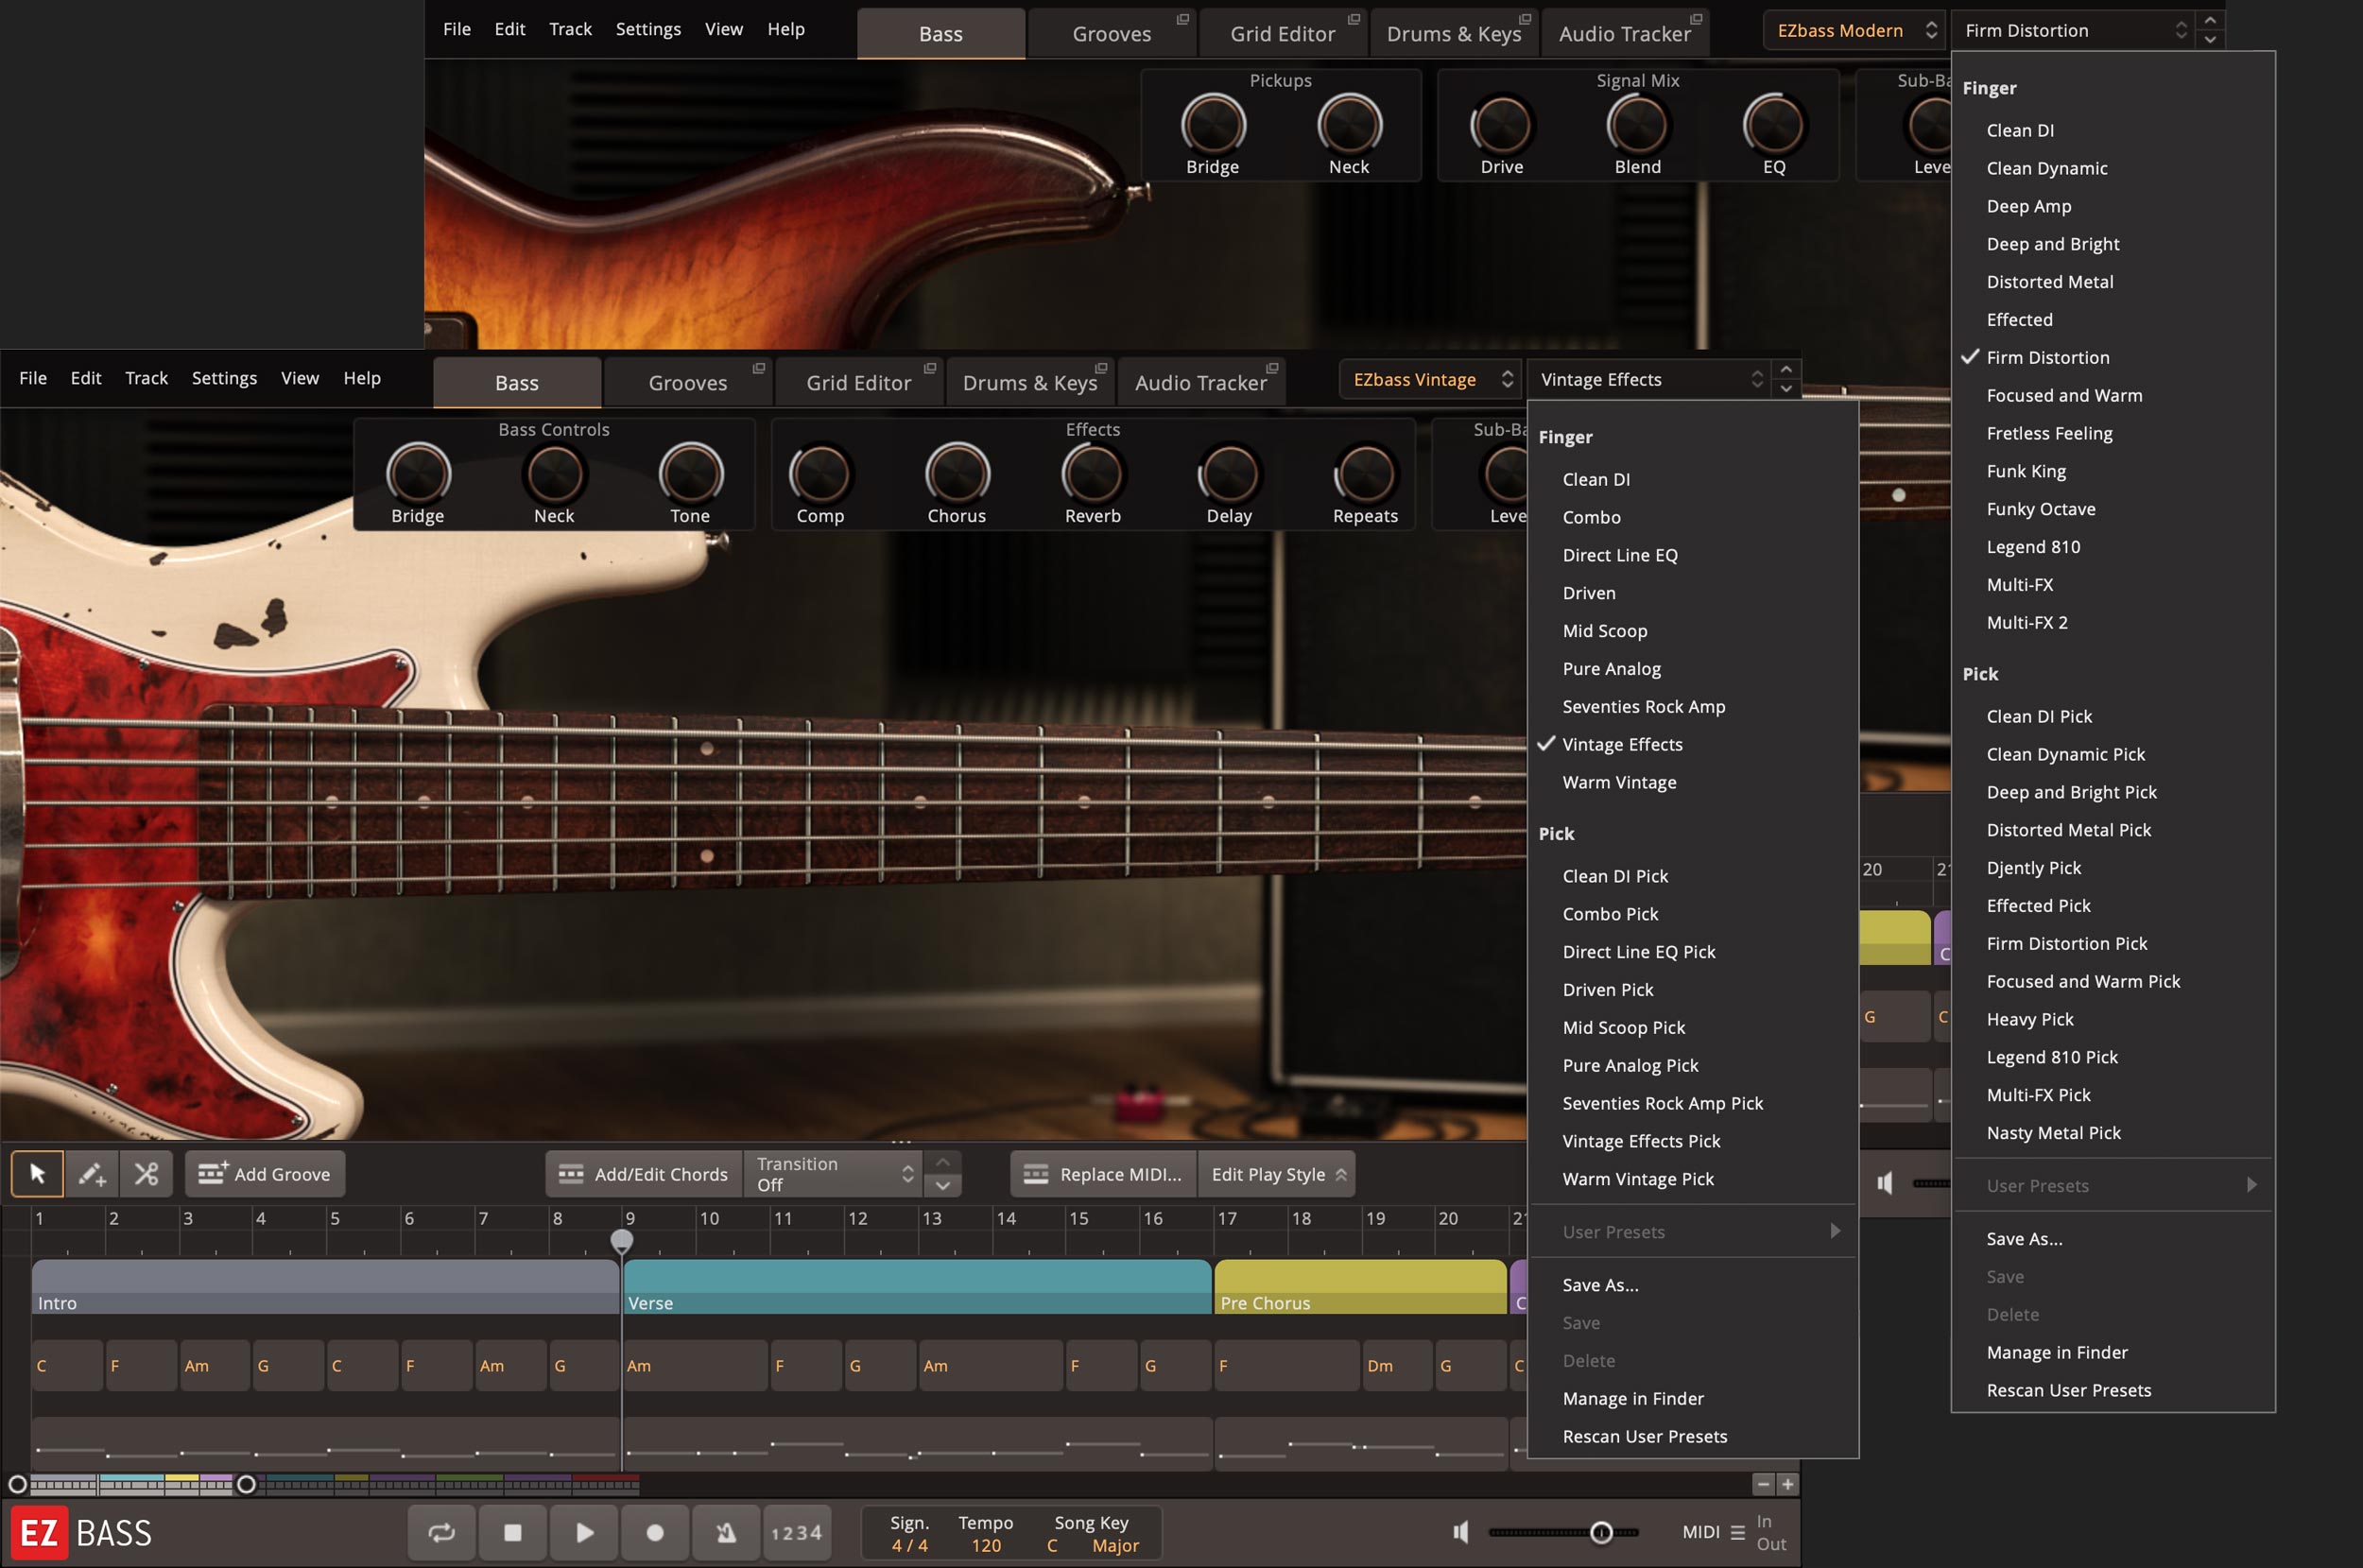 File Edit Track Settings View Help Bass Grooves Grid Editor Drums & Keys Audio Tracker EZbass Modern Firm Distortion
Pickups Signal Mix Sub-Ba
Bridge Neck Drive Blend EQ Leve
Finger
Clean DI
Clean Dynamic
Deep Amp
Deep and Bright
Distorted Metal
Effected
Firm Distortion
Focused and Warm
Fretless Feeling
Funk King
Funky Octave
Legend 810
Multi-FX
Multi-FX 2
Pick
Clean DI Pick
Clean Dynamic Pick
Deep and Bright Pick
Distorted Metal Pick
Djently Pick
Effected Pick
Firm Distortion Pick
Focused and Warm Pick
Heavy Pick
Legend 810 Pick
Multi-FX Pick
Nasty Metal Pick
User Presets
Save As...
Save
Delete
Manage in Finder
Rescan User Presets
20 21
C
G C
File Edit Track Settings View Help Bass Grooves Grid Editor Drums & Keys Audio Tracker EZbass Vintage Vintage Effects
Bass Controls Effects Sub-Ba
Bridge Neck Tone Comp Chorus Reverb Delay Repeats Leve
Finger
Clean DI
Combo
Direct Line EQ
Driven
Mid Scoop
Pure Analog
Seventies Rock Amp
Vintage Effects
Warm Vintage
Pick
Clean DI Pick
Combo Pick
Direct Line EQ Pick
Driven Pick
Mid Scoop Pick
Pure Analog Pick
Seventies Rock Amp Pick
Vintage Effects Pick
Warm Vintage Pick
User Presets
Save As...
Save
Delete
Manage in Finder
Rescan User Presets
Add Groove Add/Edit Chords Transition Off Replace MIDI... Edit Play Style
1 2 3 4 5 6 7 8 9 10 11 12 13 14 15 16 17 18 19 20 21
Intro Verse Pre Chorus C
C F Am G C F Am G Am F G Am F G F Dm G C
EZ BASS
1234
Sign. Tempo Song Key
4 / 4 120 C Major
MIDI In
Out